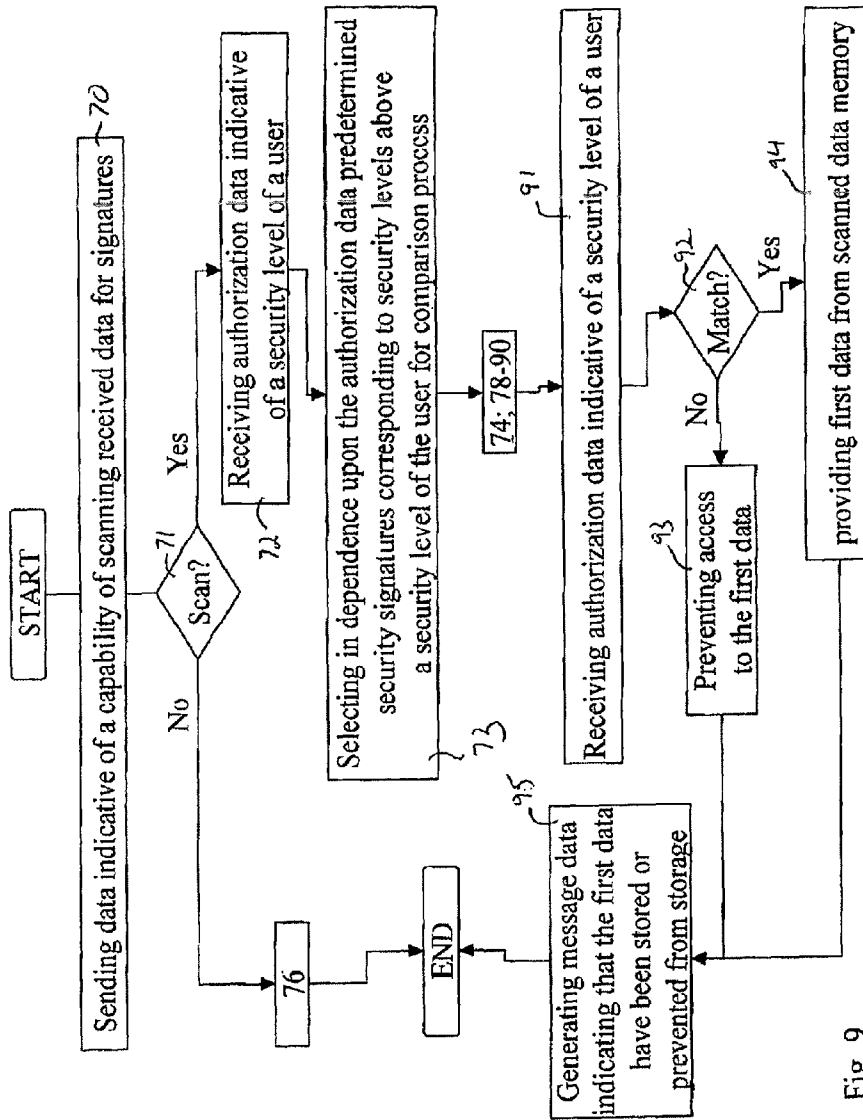 START
Sending data indicative of a capability of scanning received data for signatures
70
Scan?
71
No
Yes
Receiving authorization data indicative
of a security level of a user
72
Selecting in dependence upon the authorization data predetermined
security signatures corresponding to security levels above
a security level of the user for comparison process
73
74; 78-90
Receiving authorization data indicative of a security level of a user
91
Match?
92
No
Yes
Preventing access
to the first data
93
providing first data from scanned data memory
94
Generating message data
indicating that the first data
have been stored or
prevented from storage
95
76
END
Fig. 9